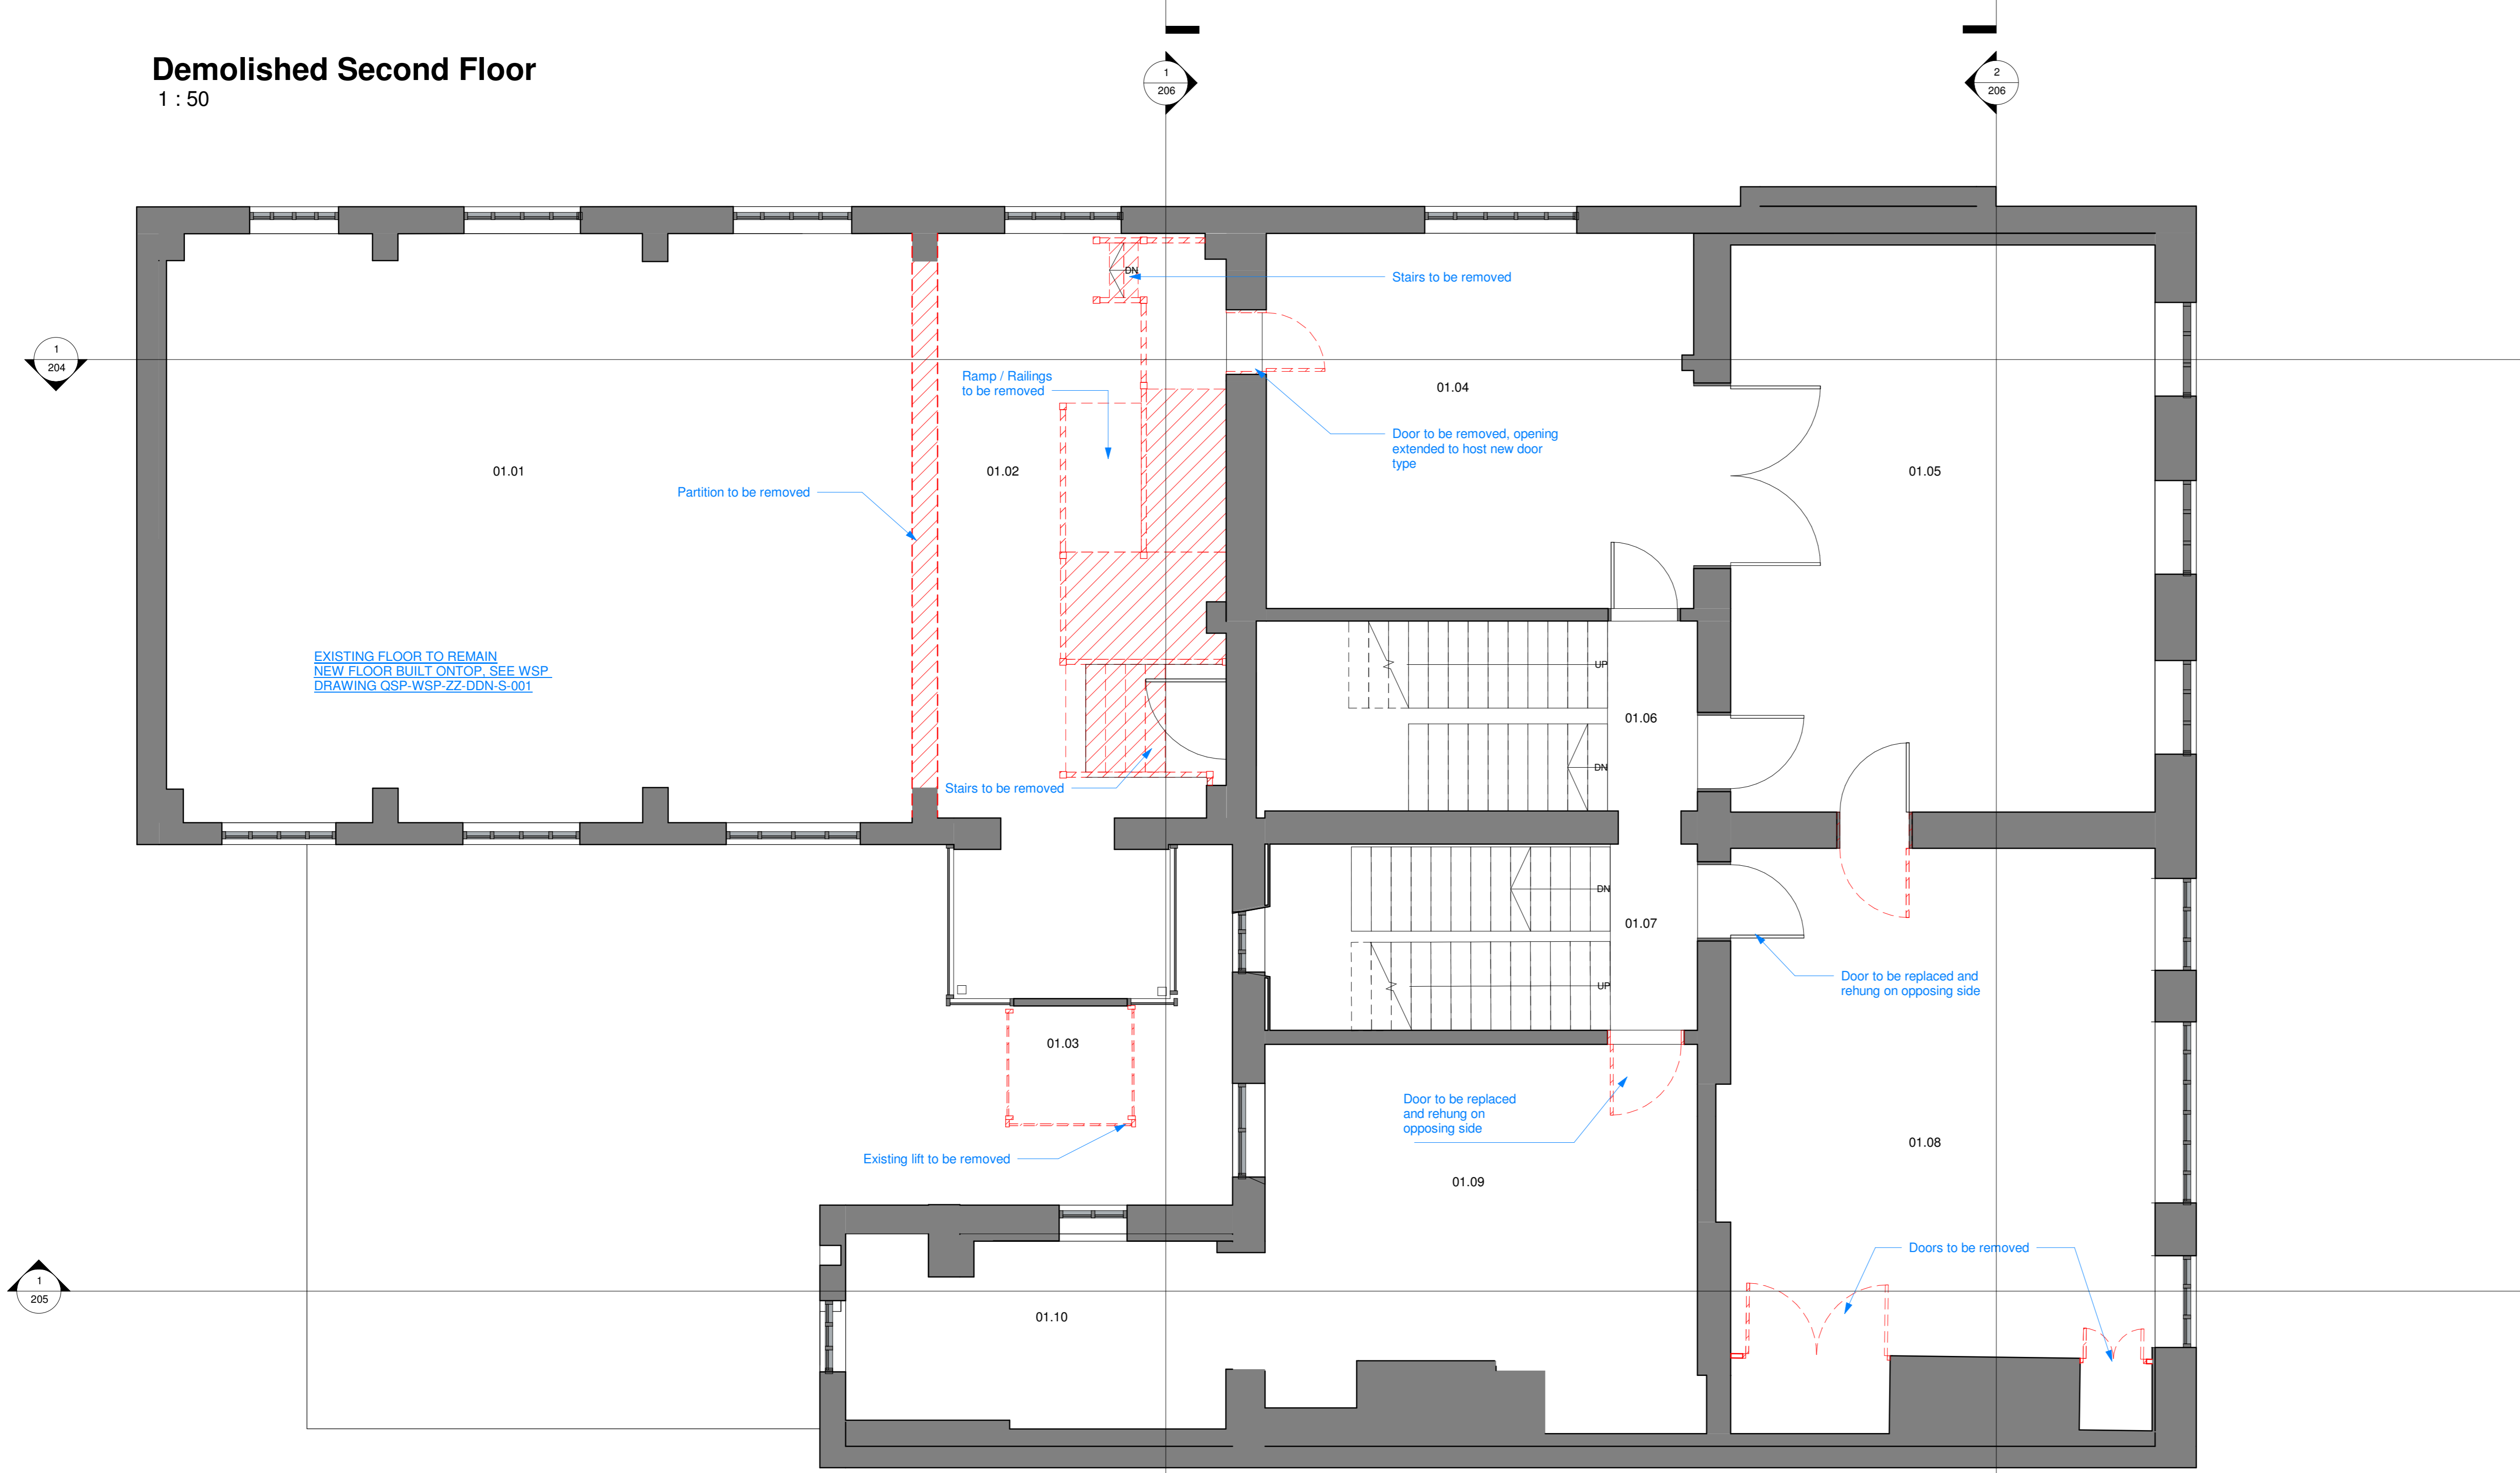 Demolished Second Floor
1 : 50
1
206
2
206
DN
Stairs to be removed
1
204
Ramp / Railings
to be removed
01.04
Door to be removed, opening
extended to host new door
type
01.01
01.02
01.05
Partition to be removed
EXISTING FLOOR TO REMAIN
NEW FLOOR BUILT ONTOP, SEE WSP
DRAWING QSP-WSP-ZZ-DDN-S-001
UP
01.06
DN
Stairs to be removed
DN
01.07
UP
Door to be replaced and
rehung on opposing side
01.03
Door to be replaced
and rehung on
opposing side
01.08
Existing lift to be removed
01.09
Doors to be removed
1
205
01.10